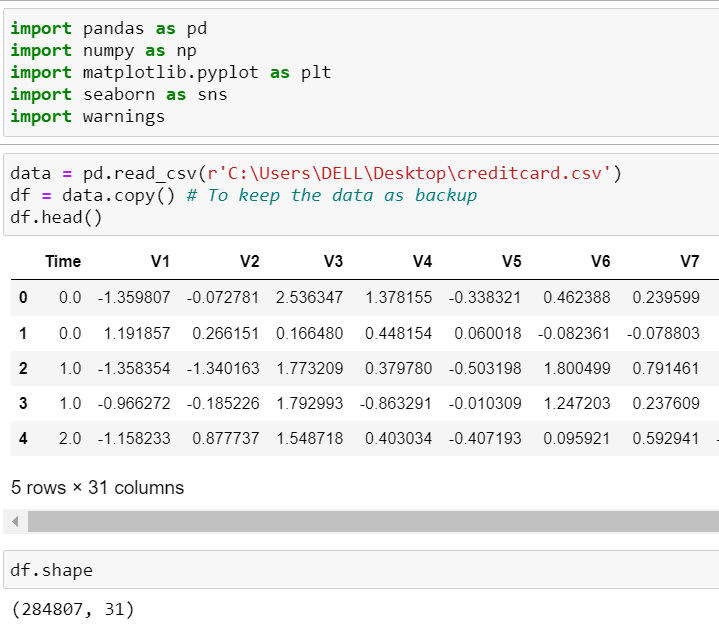 import pandas as pd
import numpy as np
import matplotlib.pyplot as plt
import seaborn as sns
import warnings
data = pd.read_csv(r'C:\Users\DELL\Desktop\creditcard.csv')
df = data.copy() # To keep the data as backup
df.head()
Time V1 V2 V3 V4 V5 V6 V7
0 0.0 -1.359807 -0.072781 2.536347 1.378155 -0.338321 0.462388 0.239599
1 0.0 1.191857 0.266151 0.166480 0.448154 0.060018 -0.082361 -0.078803
2 1.0 -1.358354 -1.340163 1.773209 0.379780 -0.503198 1.800499 0.791461
3 1.0 -0.966272 -0.185226 1.792993 -0.863291 -0.010309 1.247203 0.237609
4 2.0 -1.158233 0.877737 1.548718 0.403034 -0.407193 0.095921 0.592941 -
5 rows × 31 columns
df.shape
(284807, 31)